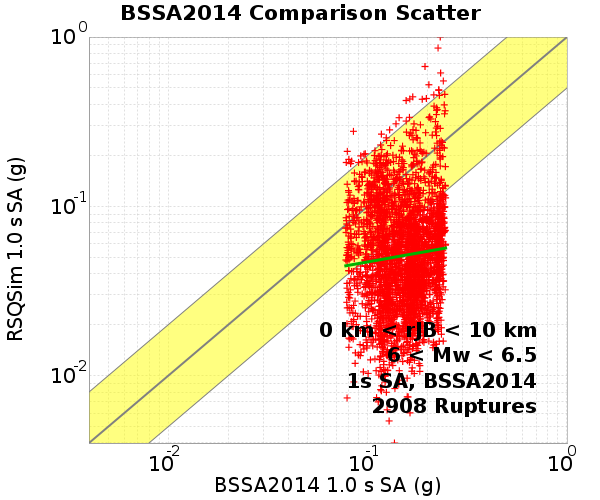 BSSA2014 Comparison Scatter
RSQSim 1.0 s SA (g)
10^0
10^-1
10^-2
0 km < rJB < 10 km
6 < Mw < 6.5
1s SA, BSSA2014
2908 Ruptures
10^-2 10^-1 10^0
BSSA2014 1.0 s SA (g)